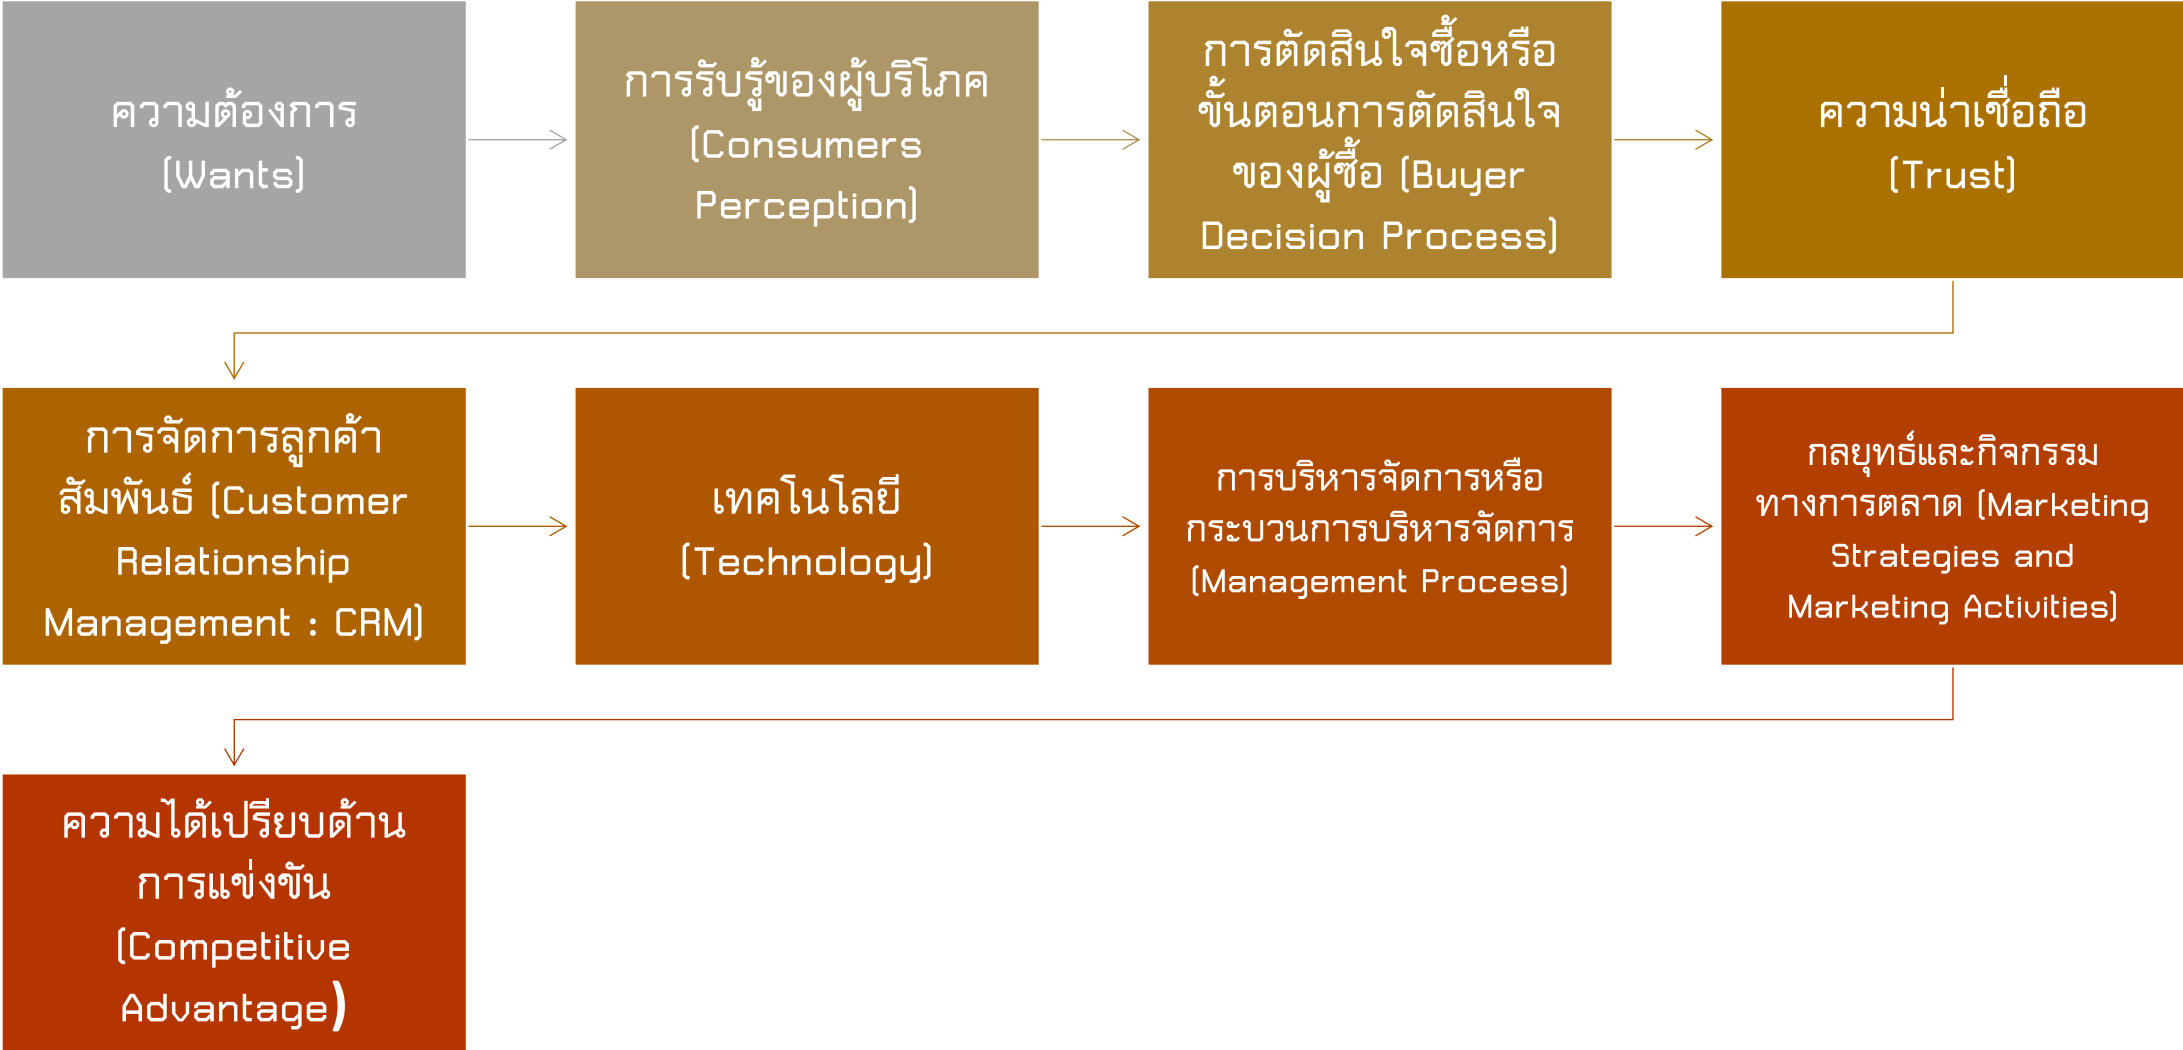 ความต้องการ
(Wants)
การรับรู้ของผู้บริโภค
(Consumers
Perception)
การตัดสินใจซื้อหรือ
ขั้นตอนการตัดสินใจ
ของผู้ซื้อ (Buyer
Decision Process)
ความน่าเชื่อถือ
(Trust)
การจัดการลูกค้า
สัมพันธ์ (Customer
Relationship
Management : CRM)
เทคโนโลยี
(Technology)
การบริหารจัดการหรือ
กระบวนการบริหารจัดการ
(Management Process)
กลยุทธ์และกิจกรรม
ทางการตลาด (Marketing
Strategies and
Marketing Activities)
ความได้เปรียบด้าน
การแข่งขัน
(Competitive
Advantage)